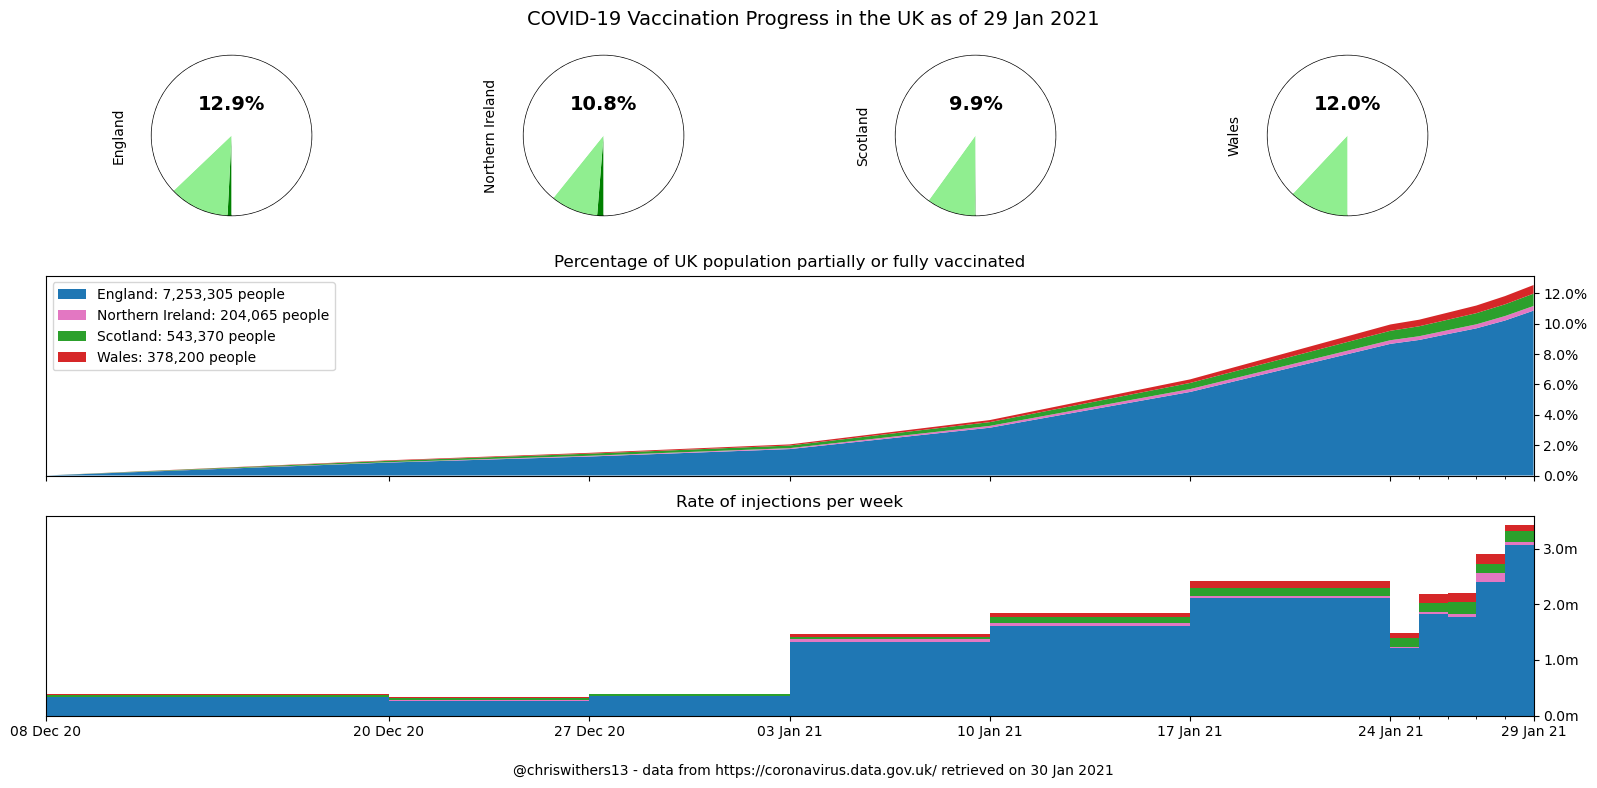 COVID-19 Vaccination Progress in the UK as of 29 Jan 2021
England
12.9%
Northern Ireland
10.8%
Scotland
9.9%
Wales
12.0%
Percentage of UK population partially or fully vaccinated
England: 7,253,305 people
Northern Ireland: 204,065 people
Scotland: 543,370 people
Wales: 378,200 people
12.0%
10.0%
8.0%
6.0%
4.0%
2.0%
0.0%
Rate of injections per week
3.0m
2.0m
1.0m
0.0m
08 Dec 20 20 Dec 20 27 Dec 20 03 Jan 21 10 Jan 21 17 Jan 21 24 Jan 21 29 Jan 21
@chriswithers13 - data from https://coronavirus.data.gov.uk/ retrieved on 30 Jan 2021